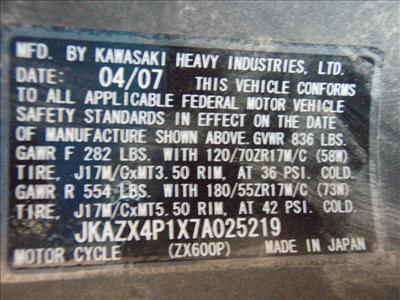 MFD. BY KAWASAKI HEAVY INDUSTRIES, LTD.
DATE: 04/07 THIS VEHICLE CONFORMS
TO ALL APPLICABLE FEDERAL MOTOR VEHICLE
SAFETY STANDARDS IN EFFECT ON THE DATE
OF MANUFACTURE SHOWN ABOVE. GVWR 836 LBS.
GAWR F 282 LBS. WITH 120/70ZR17M/C (58W)
TIRE, J17M/CxMT3.50 RIM, AT 36 PSI COLD.
GAWR R 554 LBS. WITH 180/55ZR17M/C (73W)
TIRE, J17M/CxMT5.50 RIM, AT 42 PSI COLD.
JKAZX4P1X7A025219
MOTOR CYCLE (ZX600P) MADE IN JAPAN